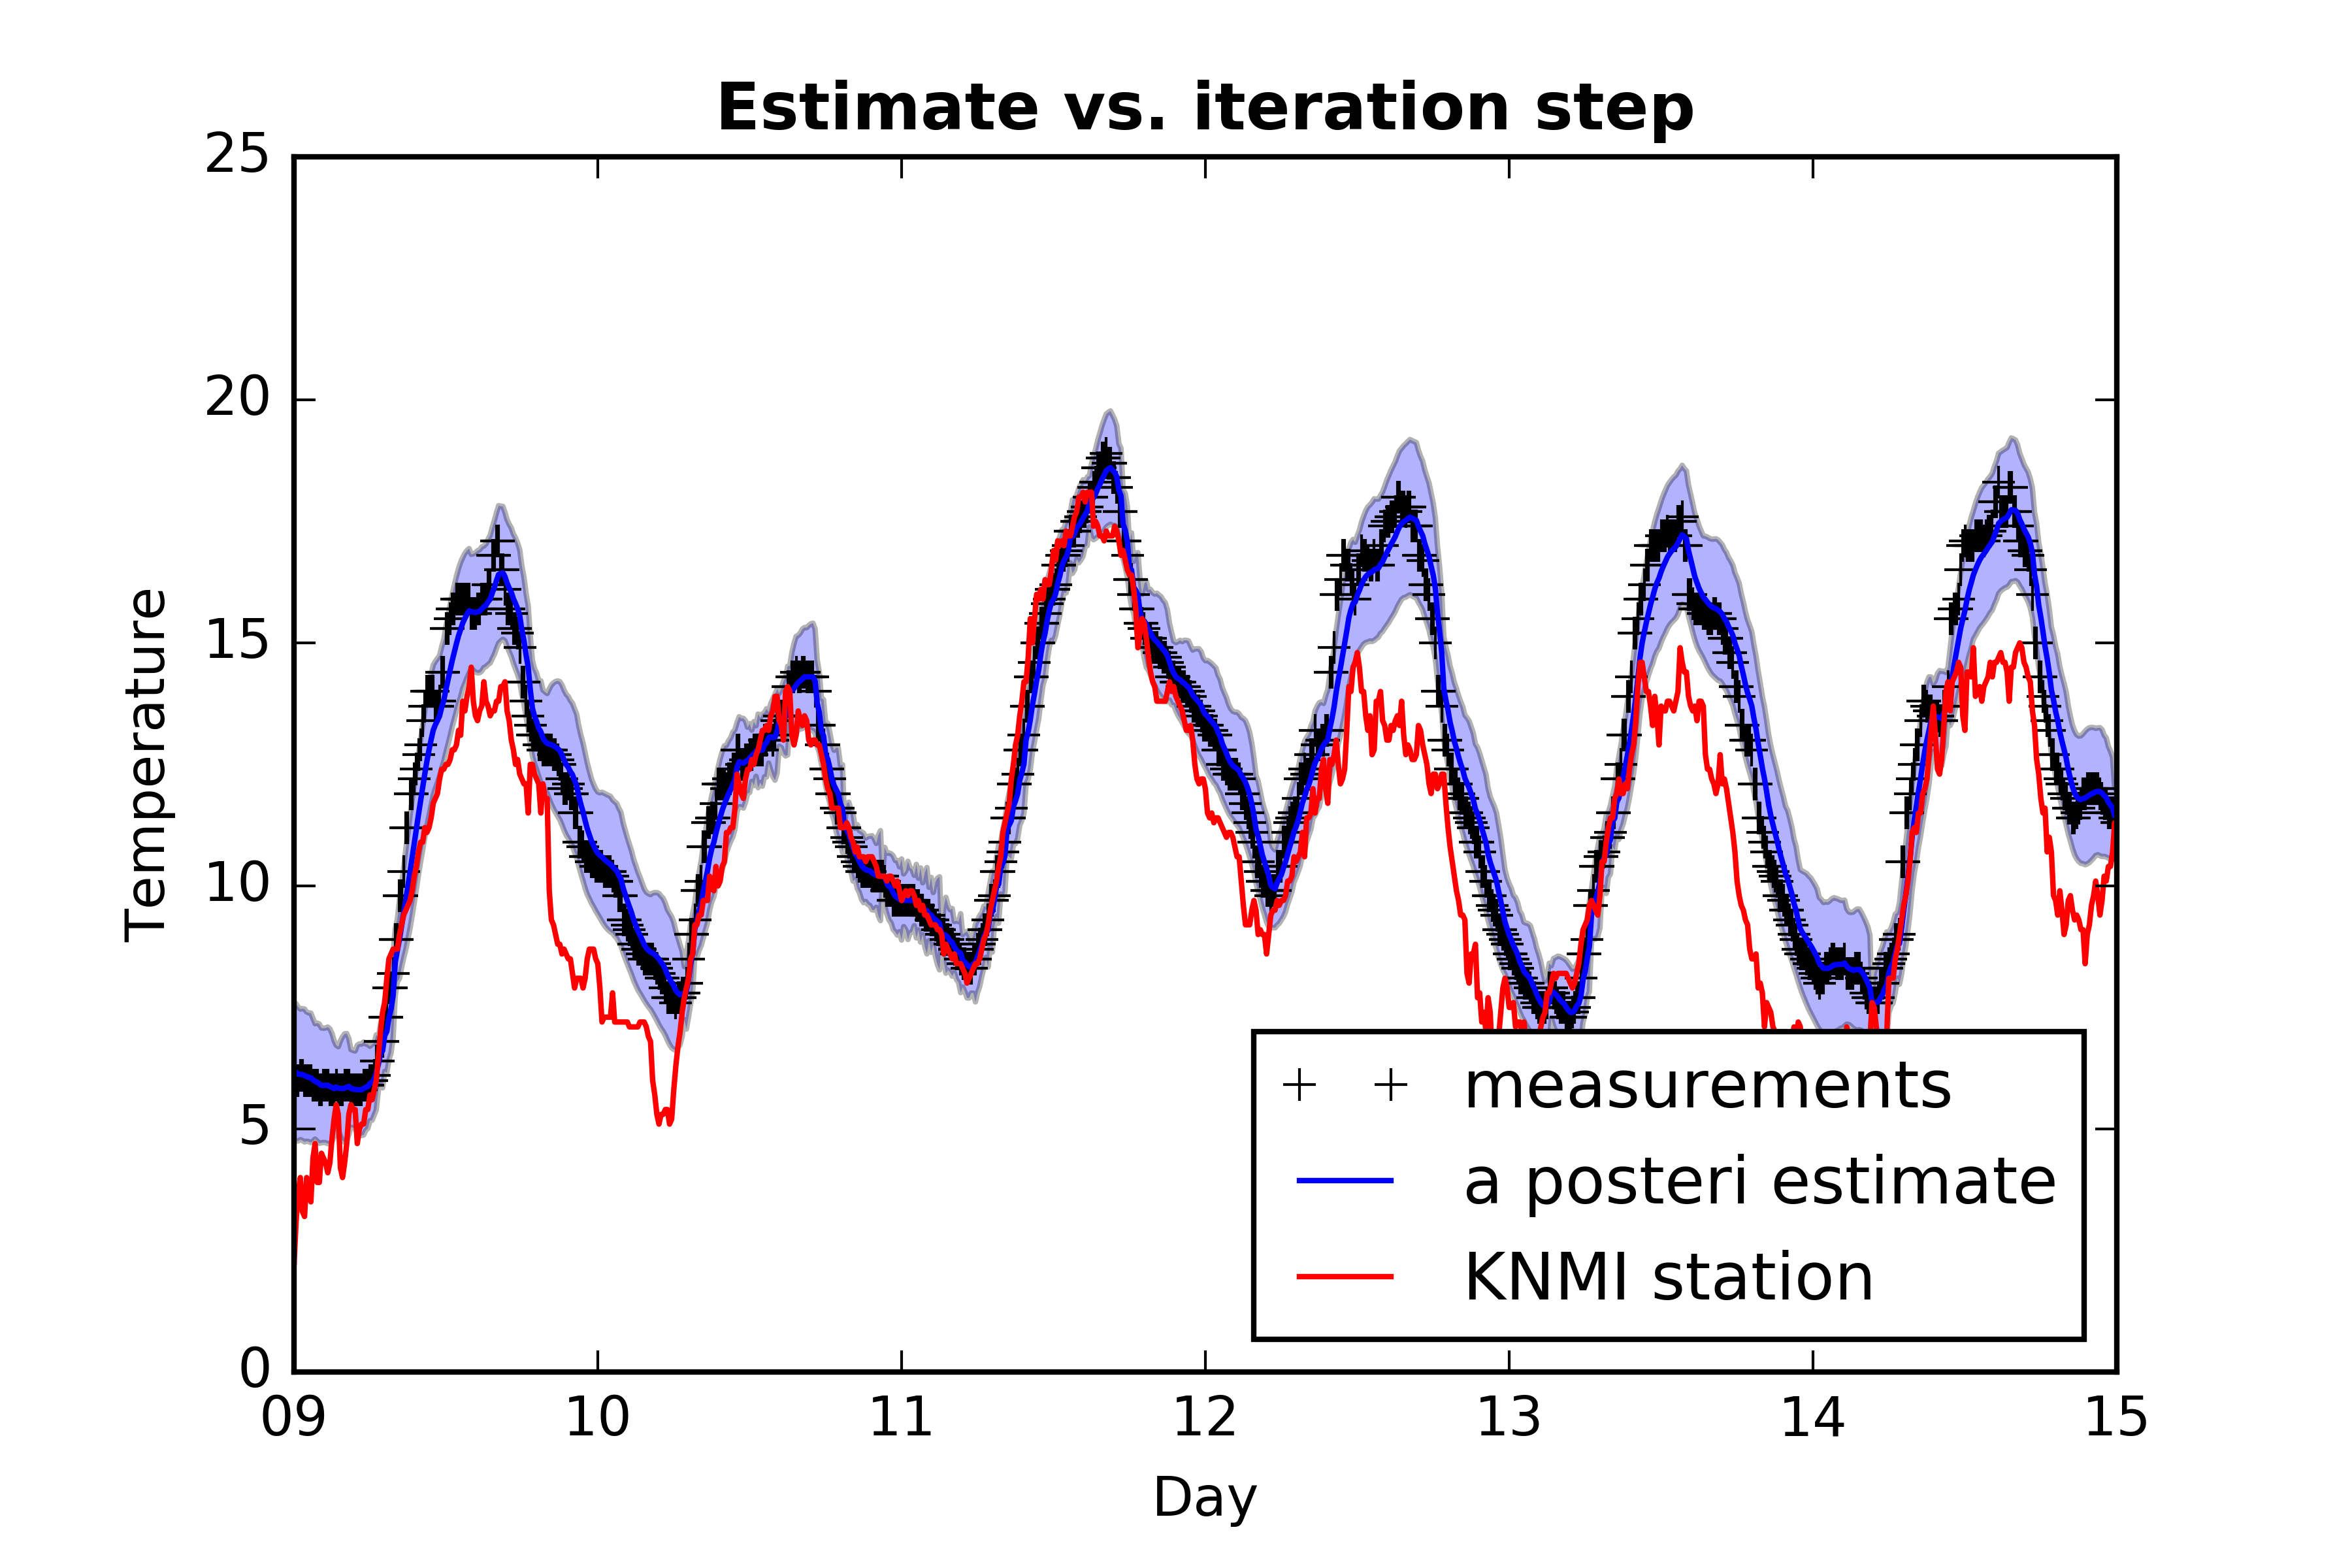 Estimate vs. iteration step
25
20
15
10
5
0
Temperature
09 10 11 12 13 14 15
Day
measurements
a posteri estimate
KNMI station